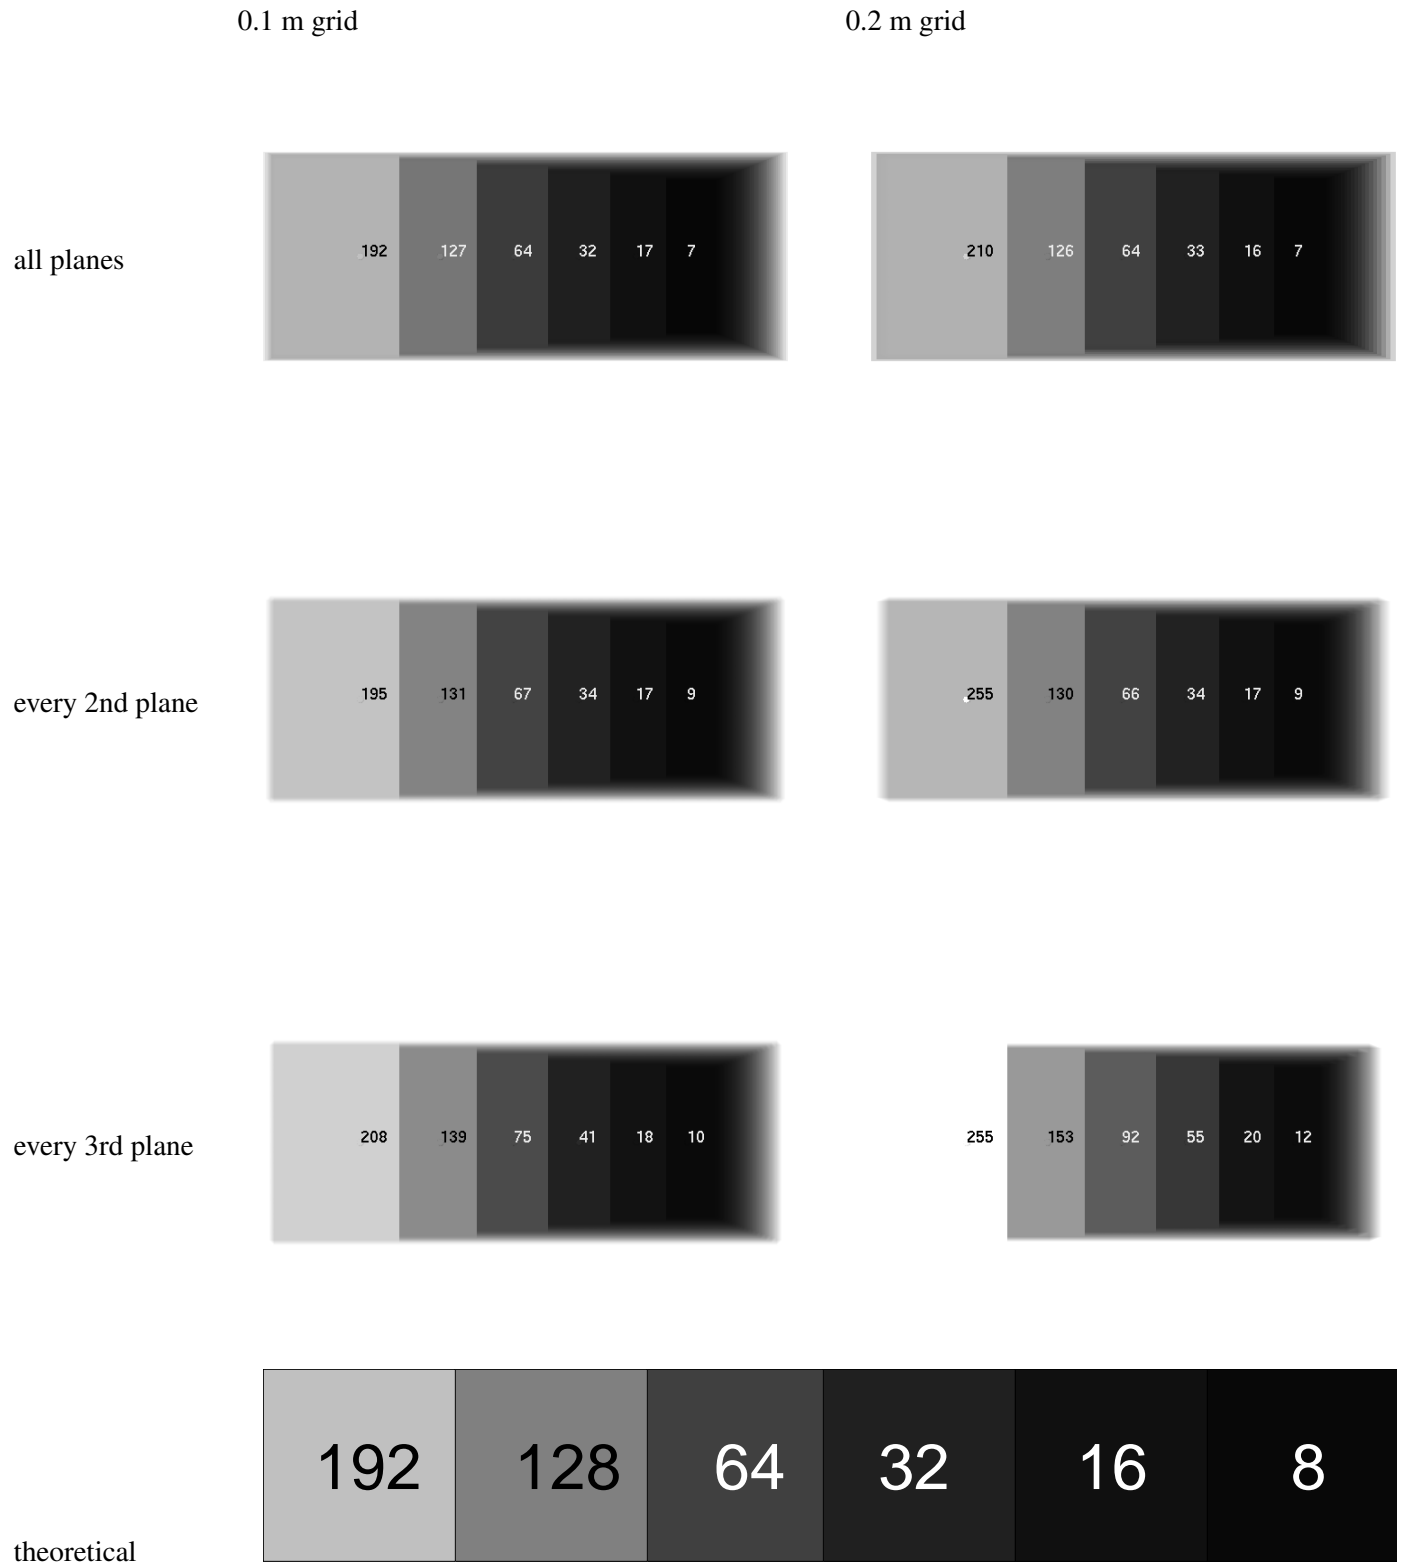 0.1 m grid 0.2 m grid
all planes 192 127 64 32 17 7 210 126 64 33 16 7
every 2nd plane 195 131 67 34 17 9 255 130 66 34 17 9
every 3rd plane 208 139 75 41 18 10 255 153 92 55 20 12
192 128 64 32 16 8
theoretical